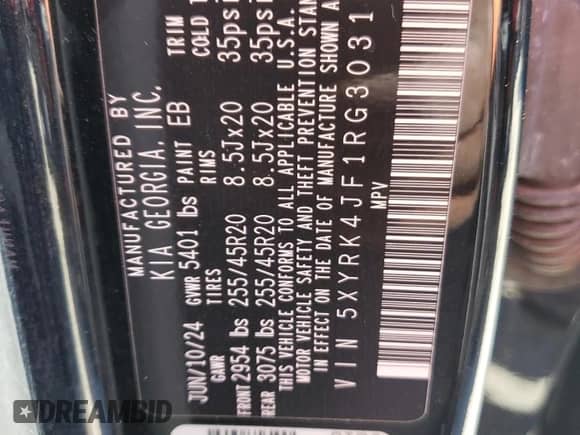 MANUFACTURED BY
KIA GEORGIA, INC.
JUN/10/24 GVWR 5401 lbs PAINT EB TRIM
GAWR TIRES RIMS COLD T
FRONT 2954 lbs 255/45R20 8.5Jx20 35psi
REAR 3075 lbs 255/45R20 8.5Jx20 35psi
THIS VEHICLE CONFORMS TO ALL APPLICABLE U.S.A.
MOTOR VEHICLE SAFETY AND THEFT PREVENTION STAN
IN EFFECT ON THE DATE OF MANUFACTURE SHOWN A
VIN 5XYRK4JF1RG3031
MPV
DREAMBID